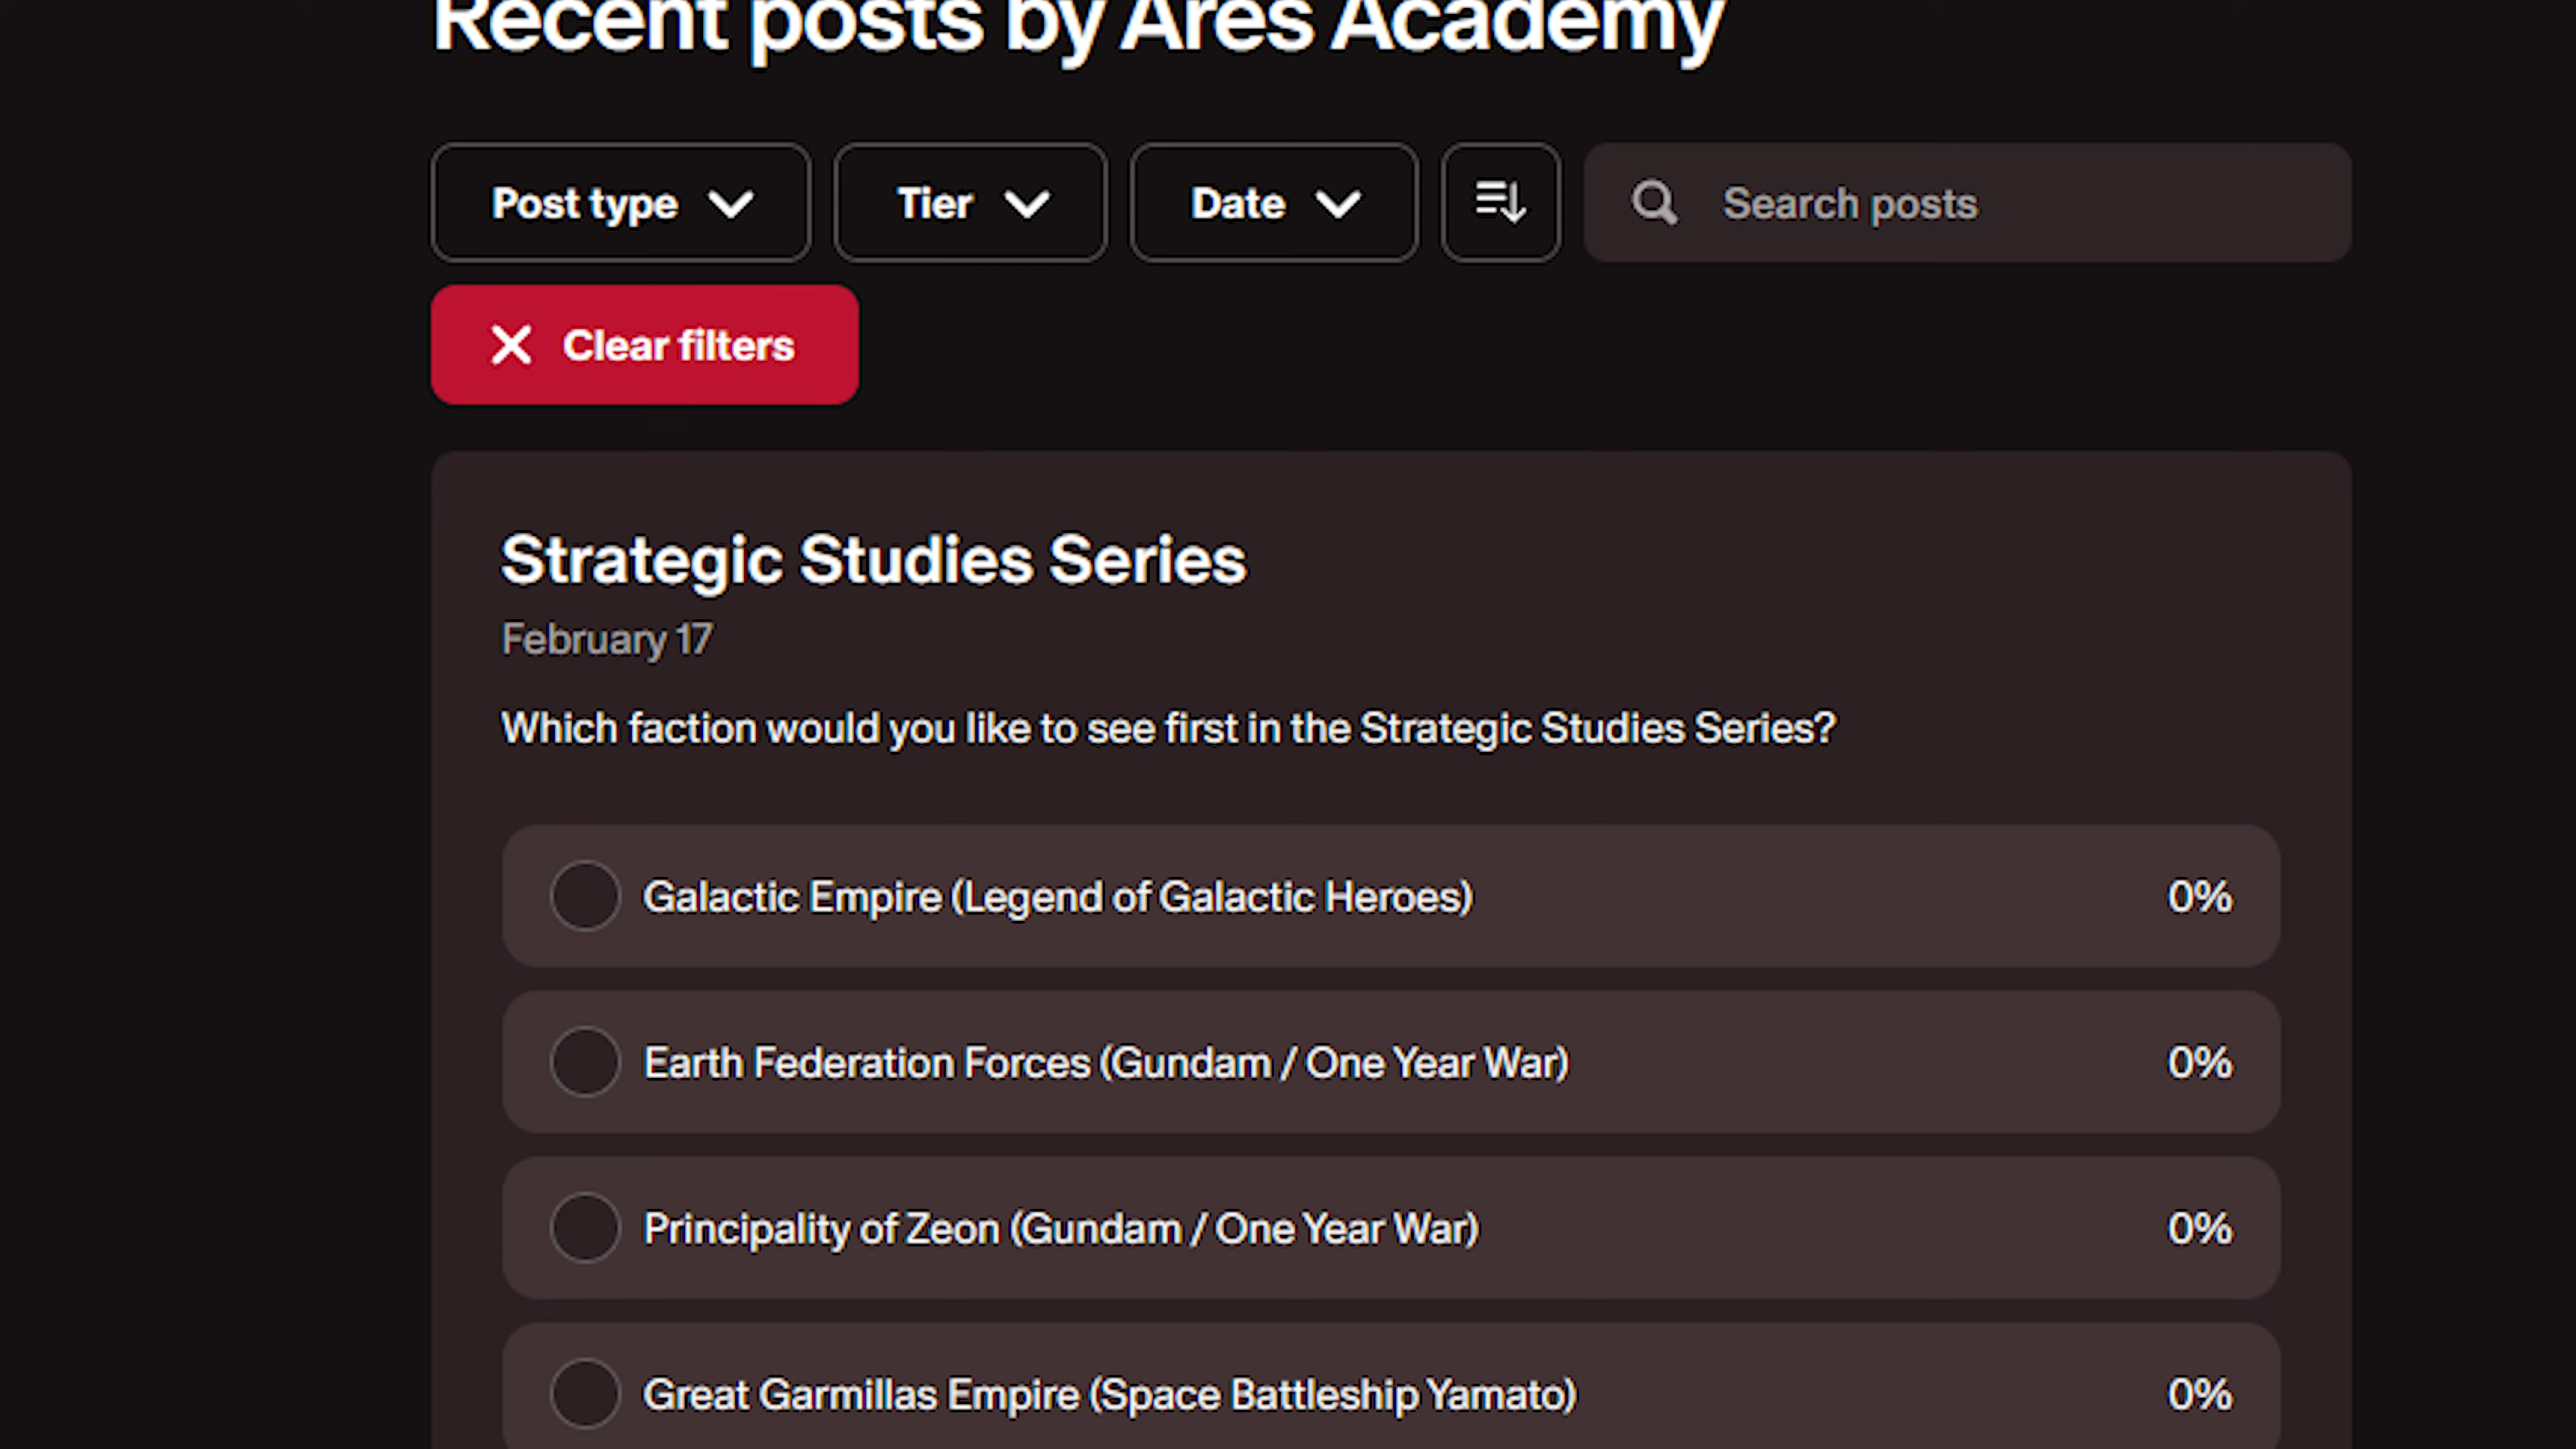 Recent posts by Ares Academy
Post type
Tier
Date
Search posts
Clear filters
Strategic Studies Series
February 17
Which faction would you like to see first in the Strategic Studies Series?
Galactic Empire (Legend of Galactic Heroes) 0%
Earth Federation Forces (Gundam / One Year War) 0%
Principality of Zeon (Gundam / One Year War) 0%
Great Garmillas Empire (Space Battleship Yamato) 0%